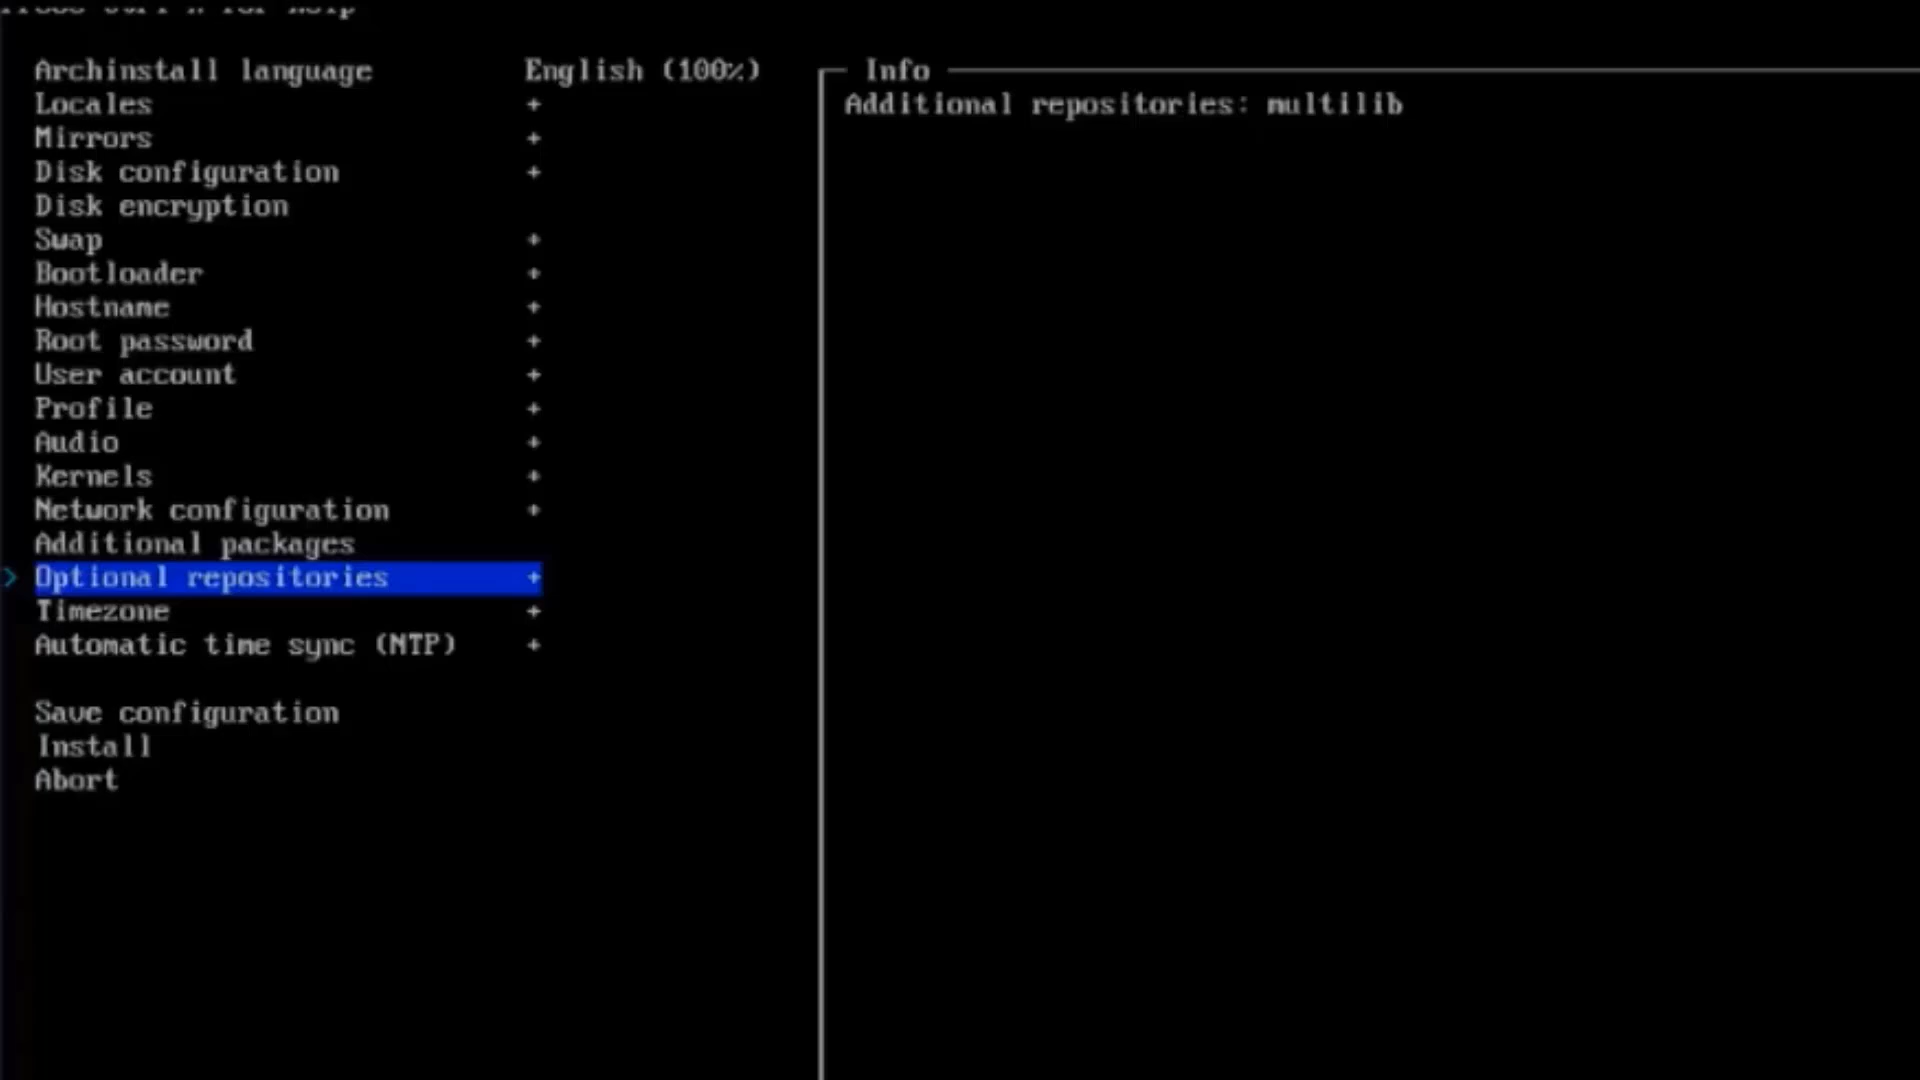 Archinstall language English (100%)
Locales +
Mirrors +
Disk configuration +
Disk encryption
Swap +
Bootloader +
Hostname +
Root password +
User account +
Profile +
Audio +
Kernels +
Network configuration +
Additional packages
> Optional repositories +
Timezone +
Automatic time sync (NTP) +
Save configuration
Install
Abort
Info
Additional repositories: multilib